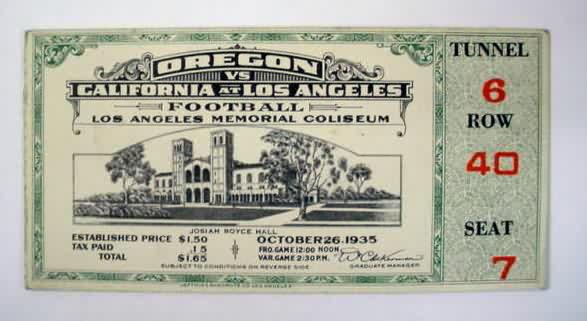 OREGON
VS
CALIFORNIA AT LOS ANGELES
FOOTBALL
LOS ANGELES MEMORIAL COLISEUM
JOSIAH ROYCE HALL
ESTABLISHED PRICE $1.50
TAX PAID .15
TOTAL $1.65
OCTOBER 26, 1935
FRO. GAME 12:00 NOON
VAR. GAME 2:30 P.M.
GRADUATE MANAGER
SUBJECT TO CONDITIONS ON REVERSE SIDE
LOS ANGELES
TUNNEL
6
ROW
40
SEAT
7